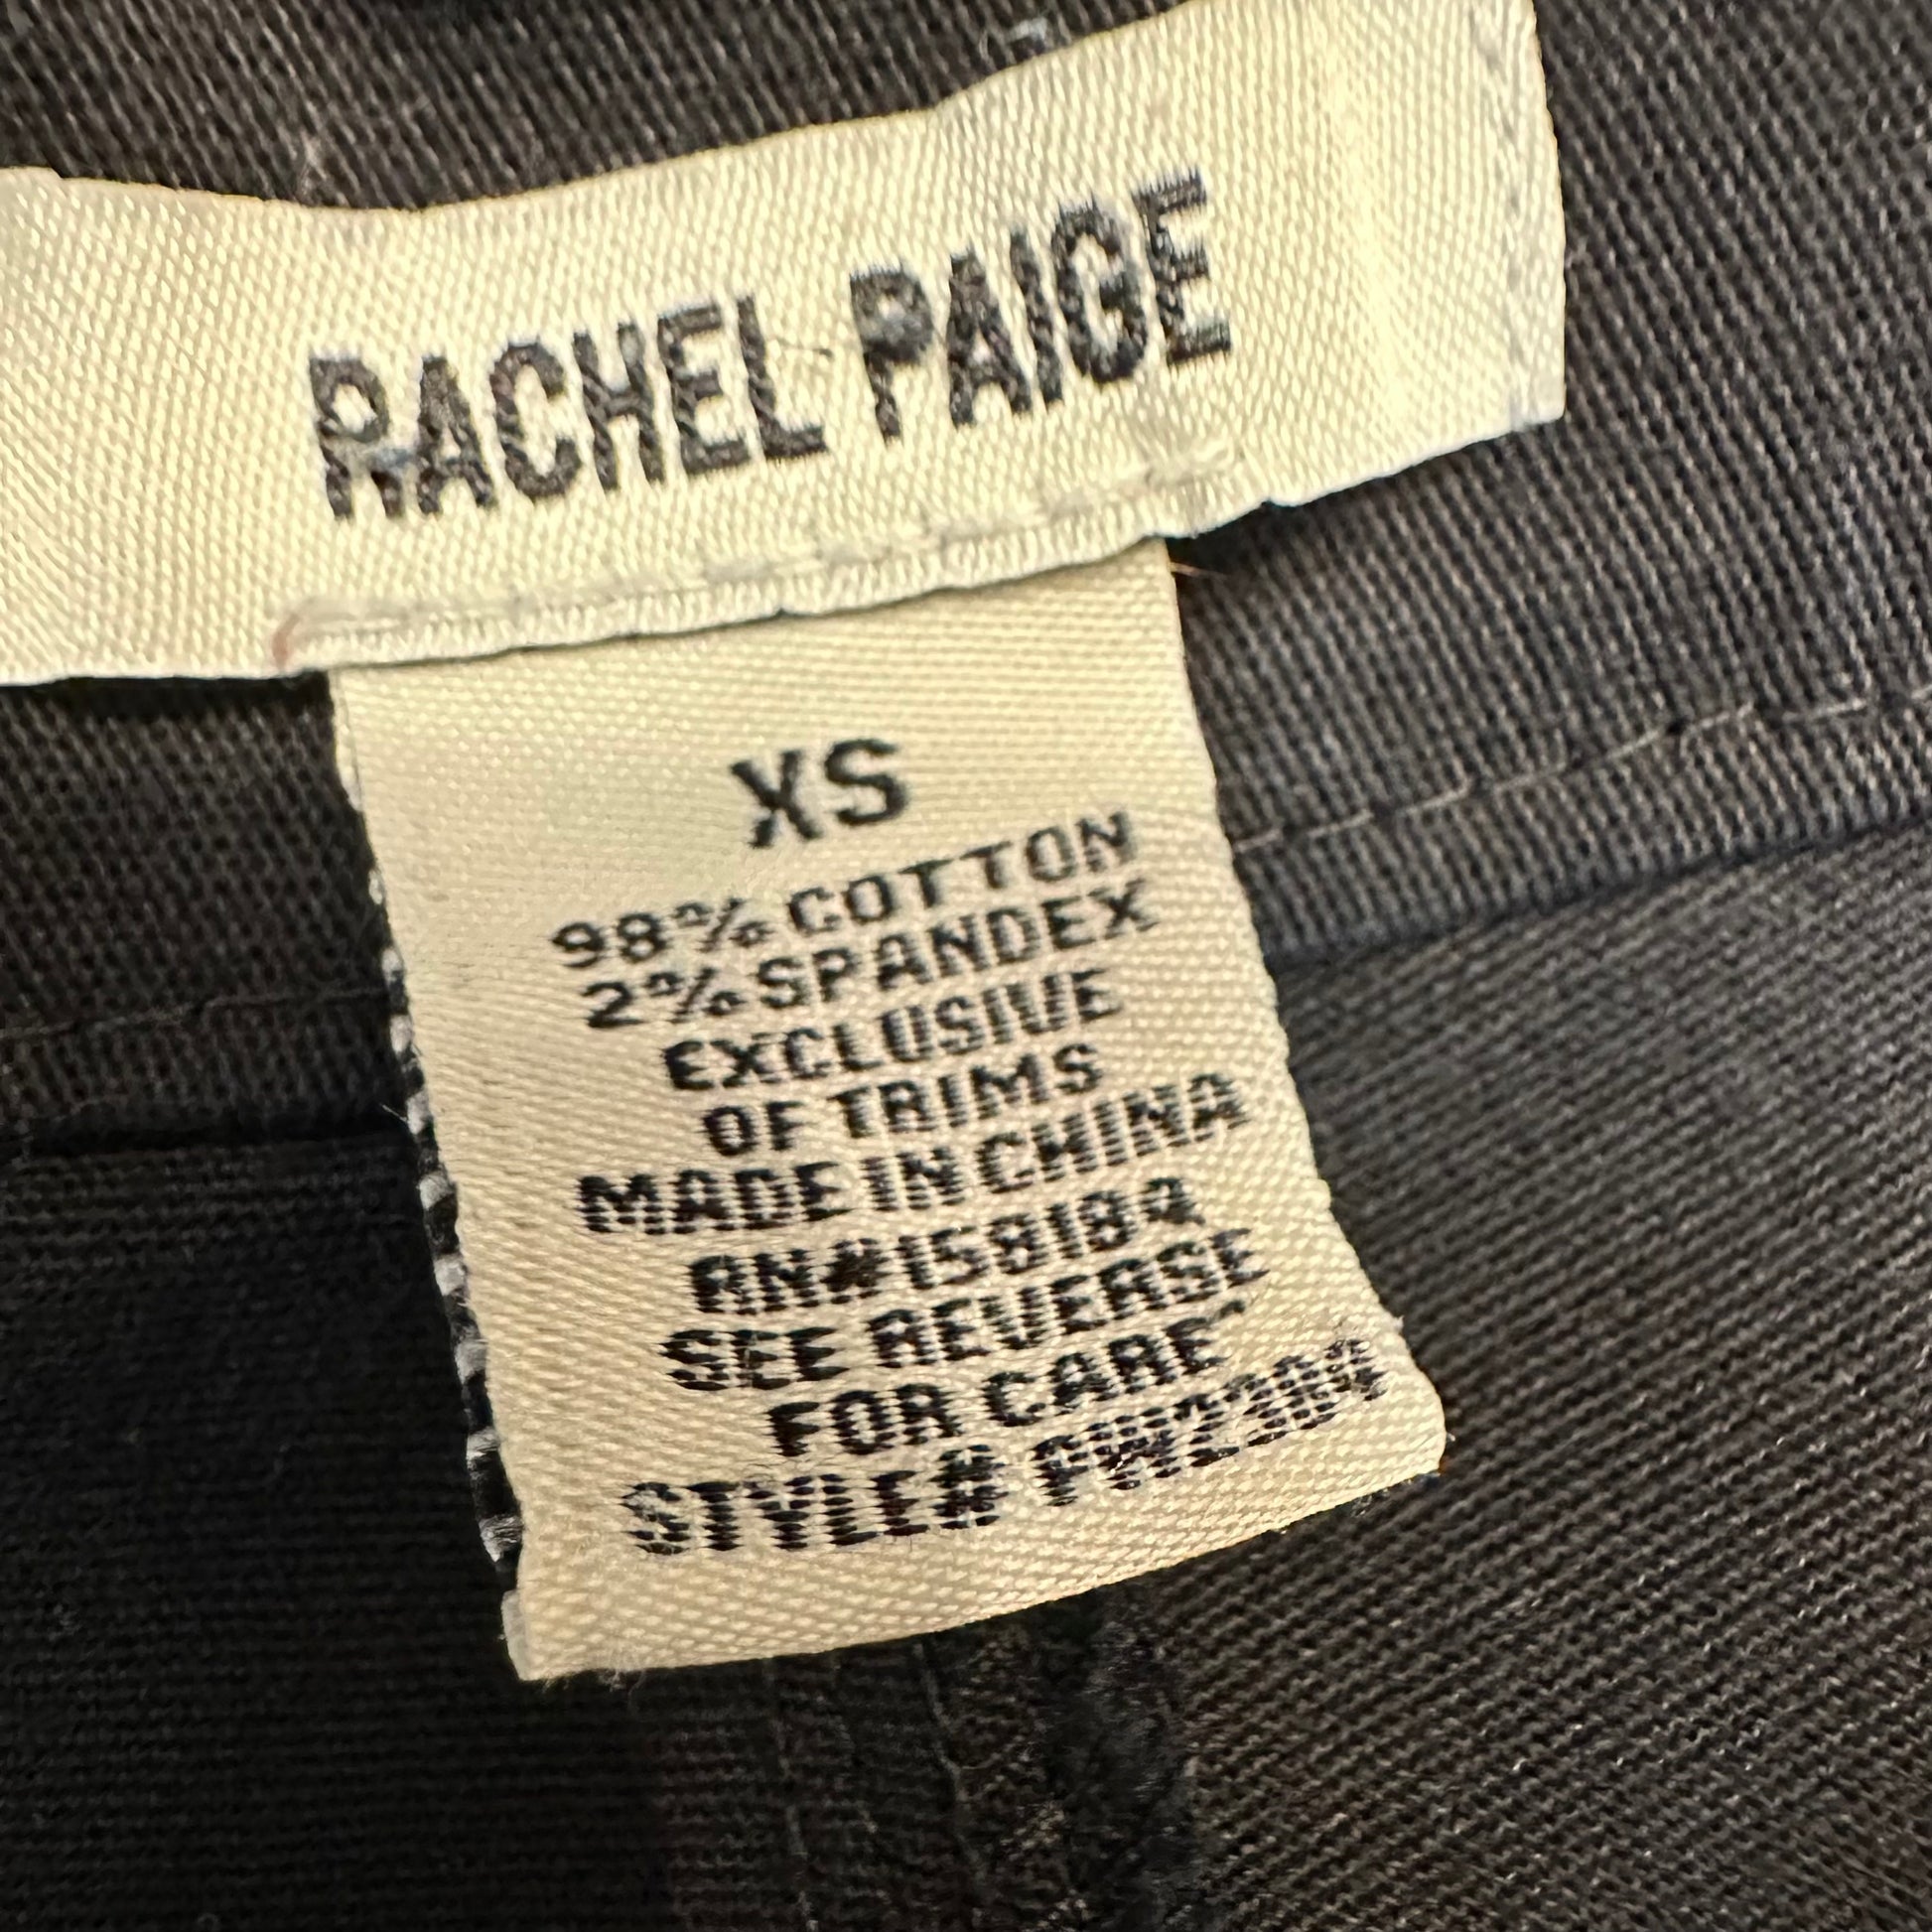 RACHEL PAIGE
XS
98% COTTON
2% SPANDEX
EXCLUSIVE
OF TRIMS
MADE IN CHINA
RN#158184
SEE REVERSE
FOR CARE
STYLE#